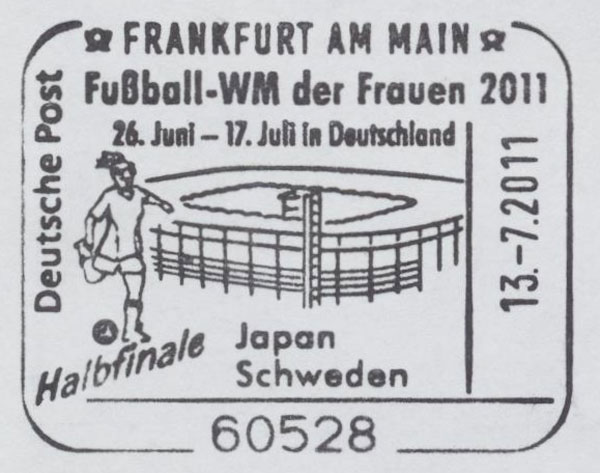 FRANKFURT AM MAIN
Fußball-WM der Frauen 2011
26. Juni – 17. Juli in Deutschland
Deutsche Post
13.-7.2011
Halbfinale
Japan
Schweden
60528